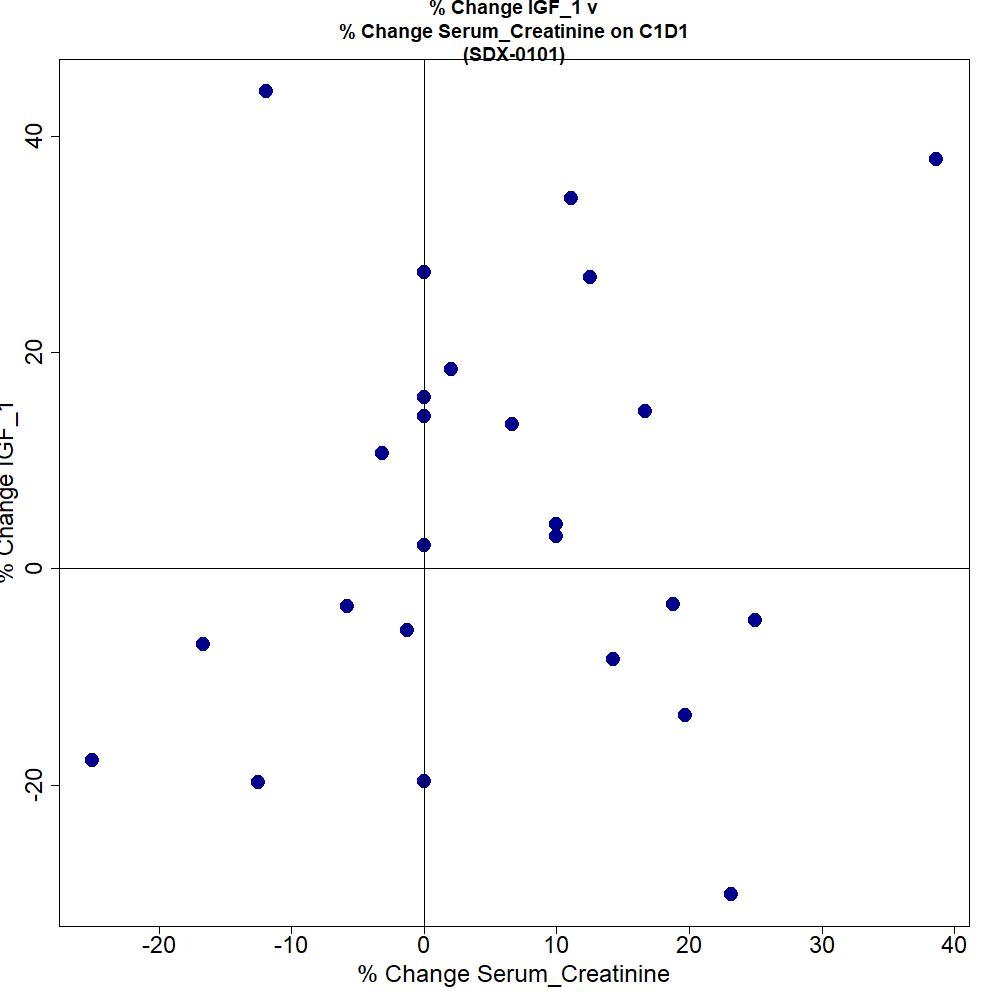 % Change IGF_1 v
% Change Serum_Creatinine on C1D1
(SDX-0101)
% Change IGF_1
40
20
0
-20
-20
-10
0
10
20
30
40
% Change Serum_Creatinine